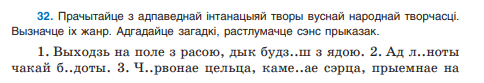 32. Прачытайце з адпаведнай інтанацыяй творы вуснай народнай творчасці.
Вызначце іх жанр. Адгадайце загадкі, растлумачце сэнс прыказак.
1. Выходзь на поле з расою, дык будз..ш з ядою. 2. Ад л..ноты
чакай б..доты. 3. Ч..рвонае цельца, каме..ае сэрца, прыемнае на